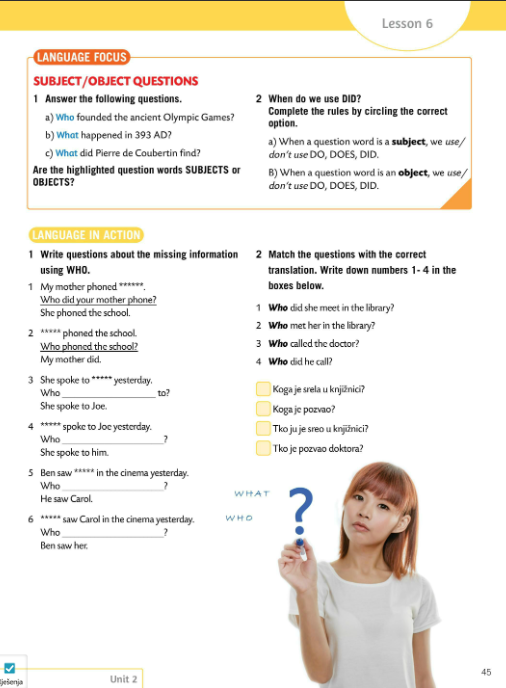 Lesson 6
LANGUAGE FOCUS
SUBJECT/OBJECT QUESTIONS
1 Answer the following questions.
a) Who founded the ancient Olympic Games?
b) What happened in 393 AD?
c) What did Pierre de Coubertin find?
Are the highlighted question words SUBJECTS or
OBJECTS?
2 When do we use DID?
Complete the rules by circling the correct
option.
a) When a question word is a subject, we use/
don't use DO, DOES, DID.
B) When a question word is an object, we use/
don't use DO, DOES, DID.
LANGUAGE IN ACTION
1 Write questions about the missing information
using WHO.
1 My mother phoned ******.
Who did your mother phone?
She phoned the school.
2 ***** phoned the school.
Who phoned the school?
My mother did.
3 She spoke to ***** yesterday.
Who ____________________ to?
She spoke to Joe.
4 ***** spoke to Joe yesterday.
Who ____________________ ?
She spoke to him.
5 Ben saw ***** in the cinema yesterday.
Who ____________________ ?
He saw Carol.
6 ***** saw Carol in the cinema yesterday.
Who ____________________ ?
Ben saw her.
2 Match the questions with the correct
translation. Write down numbers 1- 4 in the
boxes below.
1 Who did she meet in the library?
2 Who met her in the library?
3 Who called the doctor?
4 Who did he call?
Koga je srela u knjižnici?
Koga je pozvao?
Tko ju je sreo u knjižnici?
Tko je pozvao doktora?
WHAT
WHO
?
ješenja
Unit 2
45